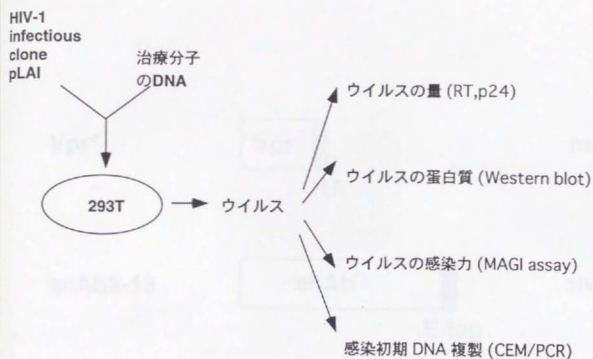 HIV-1
infectious
clone
pLAI
治療分子
のDNA
293T
ウイルス
ウイルスの量 (RT,p24)
ウイルスの蛋白質 (Western blot)
ウイルスの感染力 (MAGI assay)
感染初期 DNA 複製 (CEM/PCR)
Vpr*
Vpr